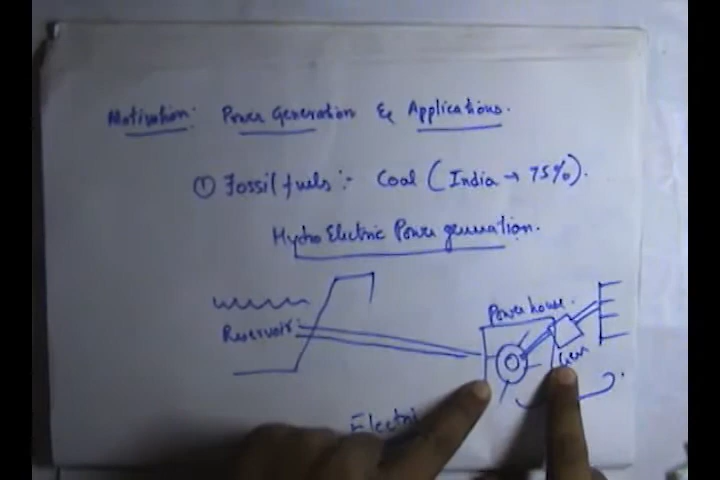 Motivation: Power Generation & Applications.
① Fossil fuels :- Coal (India → 75%).
Hydro Electric Power generation.
Power house.
Reservoir:
Gen
Electri